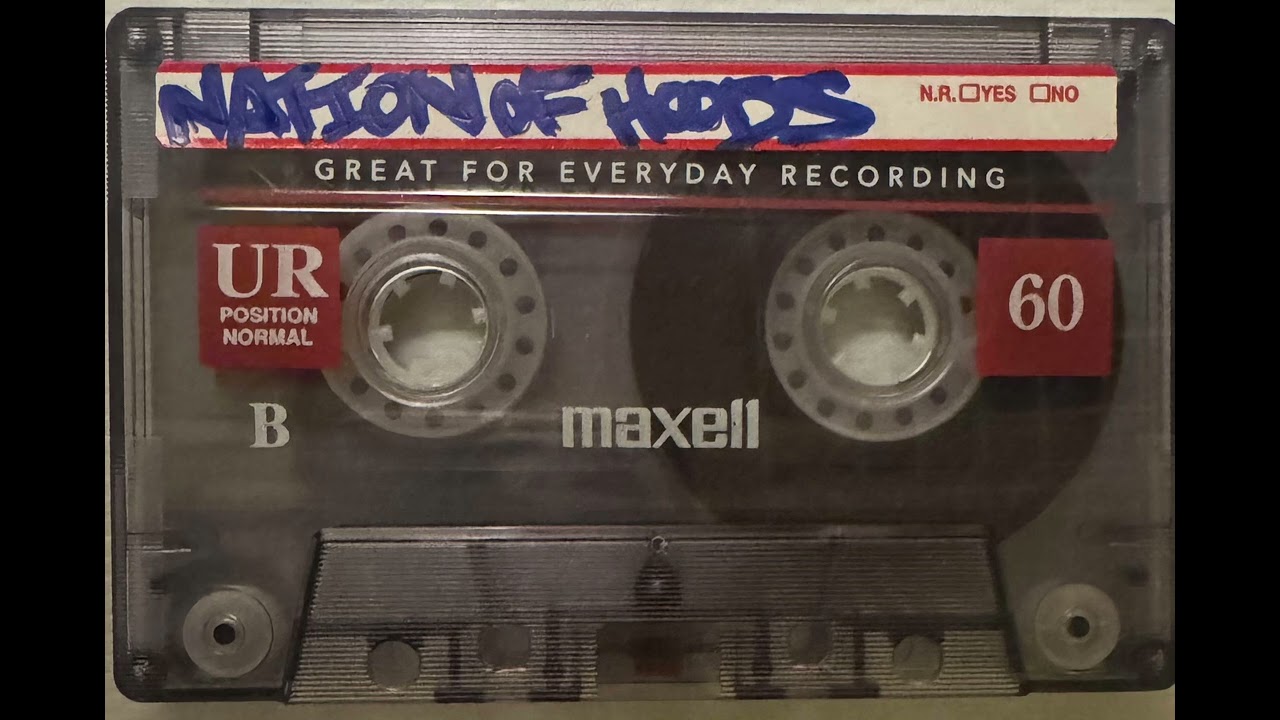 NATION OF HOODS
N.R. □YES □NO
GREAT FOR EVERYDAY RECORDING
UR
POSITION
NORMAL
60
B
maxell